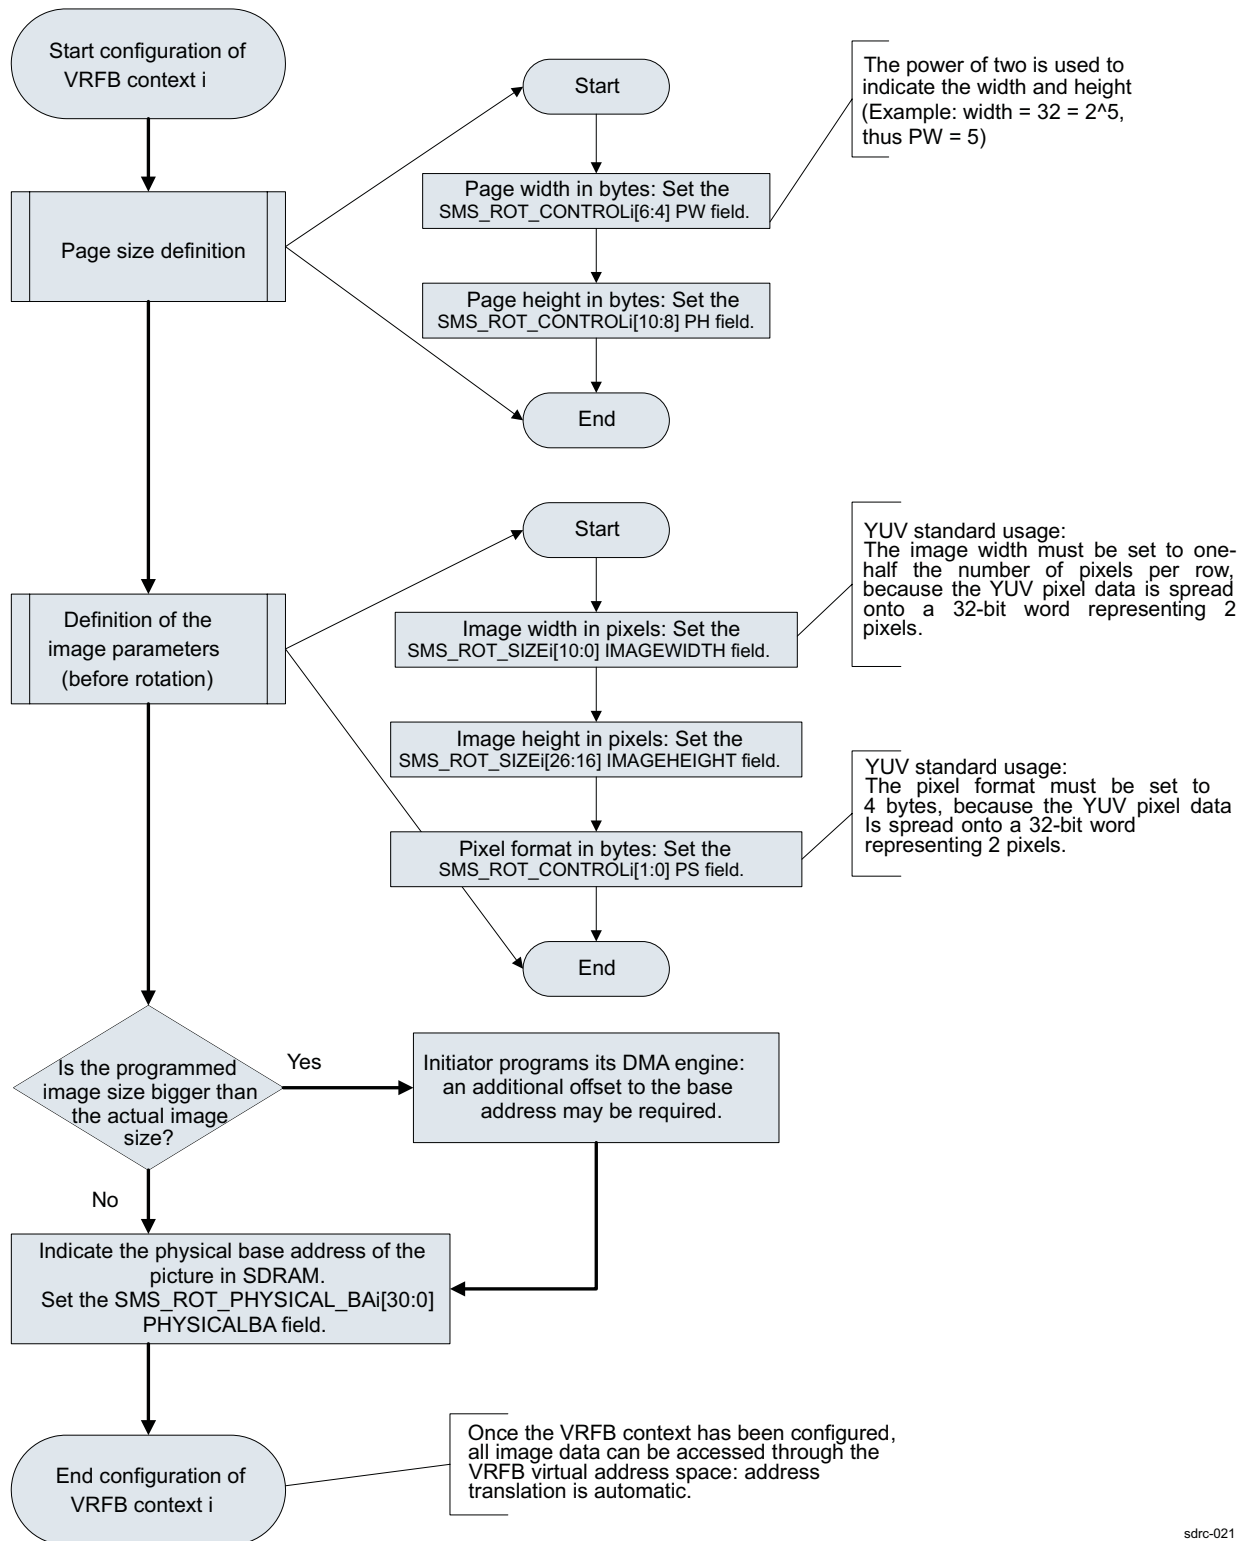 Start configuration of
VRFB context i
Start
The power of two is used to
indicate the width and height
(Example: width = 32 = 2^5,
thus PW = 5)
Page width in bytes: Set the
SMS_ROT_CONTROLi[6:4] PW field.
Page size definition
Page height in bytes: Set the
SMS_ROT_CONTROLi[10:8] PH field.
End
Start
YUV standard usage:
The image width must be set to one-
half the number of pixels per row,
because the YUV pixel data is spread
onto a 32-bit word representing 2
pixels.
Definition of the
image parameters
(before rotation)
Image width in pixels: Set the
SMS_ROT_SIZEi[10:0] IMAGEWIDTH field.
Image height in pixels: Set the
SMS_ROT_SIZEi[26:16] IMAGEHEIGHT field.
YUV standard usage:
The pixel format must be set to
4 bytes, because the YUV pixel data
Is spread onto a 32-bit word
representing 2 pixels.
Pixel format in bytes: Set the
SMS_ROT_CONTROLi[1:0] PS field.
End
Is the programmed
image size bigger than
the actual image
size?
Yes
Initiator programs its DMA engine:
an additional offset to the base
address may be required.
No
Indicate the physical base address of the
picture in SDRAM.
Set the SMS_ROT_PHYSICAL_BAi[30:0]
PHYSICALBA field.
End configuration of
VRFB context i
Once the VRFB context has been configured,
all image data can be accessed through the
VRFB virtual address space: address
translation is automatic.
sdrc-021